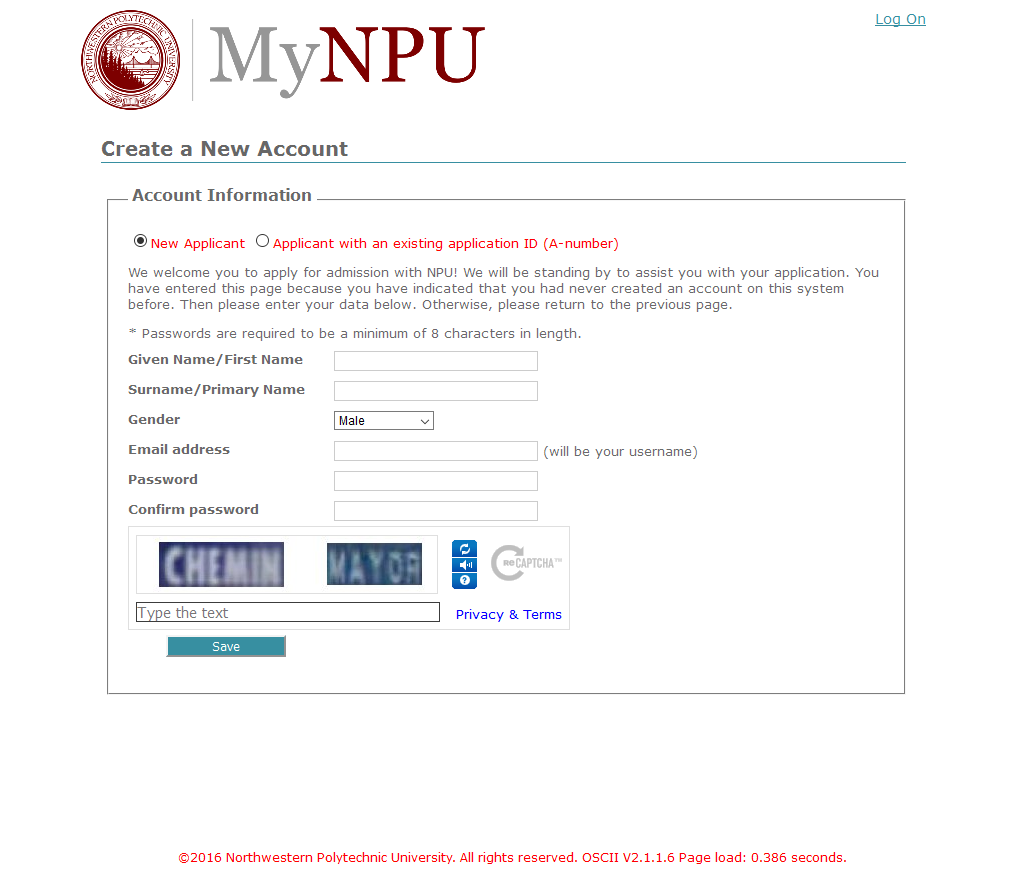 NORTHWESTERN POLYTECHNIC UNIVERSITY
MyNPU
Log On
Create a New Account
Account Information
New Applicant Applicant with an existing application ID (A-number)
We welcome you to apply for admission with NPU! We will be standing by to assist you with your application. You
have entered this page because you have indicated that you had never created an account on this system
before. Then please enter your data below. Otherwise, please return to the previous page.
* Passwords are required to be a minimum of 8 characters in length.
Given Name/First Name
Surname/Primary Name
Gender Male
Email address (will be your username)
Password
Confirm password
CHEMIN MAYOR
? reCAPTCHA™
Type the text Privacy & Terms
Save
©2016 Northwestern Polytechnic University. All rights reserved. OSCII V2.1.1.6 Page load: 0.386 seconds.